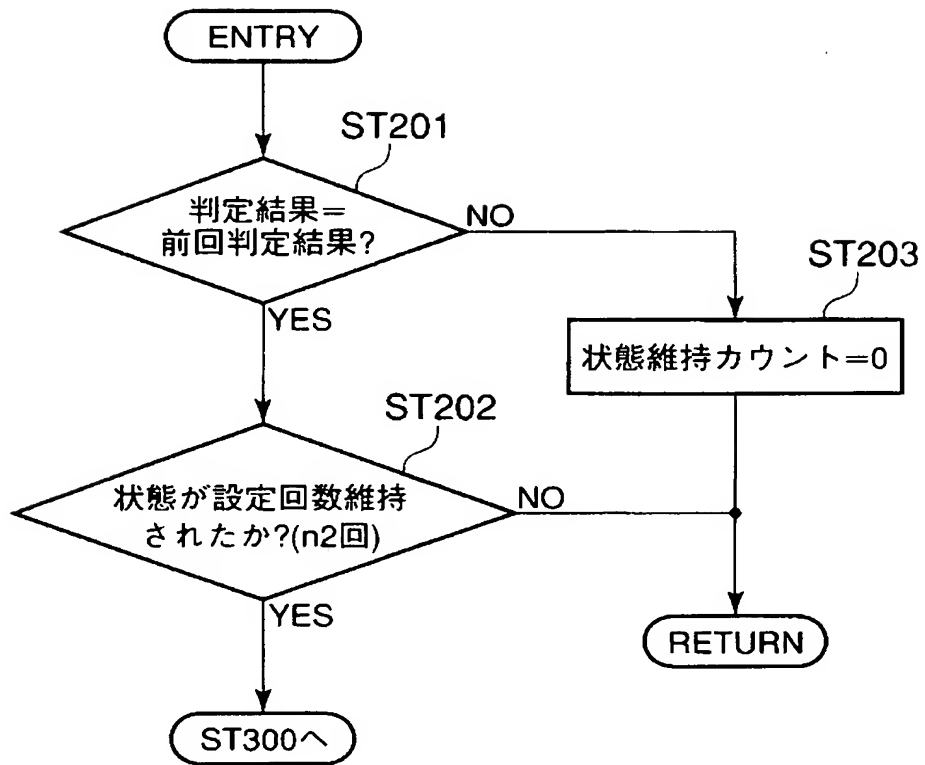 ENTRY
ST201
判定結果＝
前回判定結果?
NO
YES
ST203
状態維持カウント＝0
ST202
状態が設定回数維持
されたか?(n2回)
NO
YES
RETURN
ST300へ